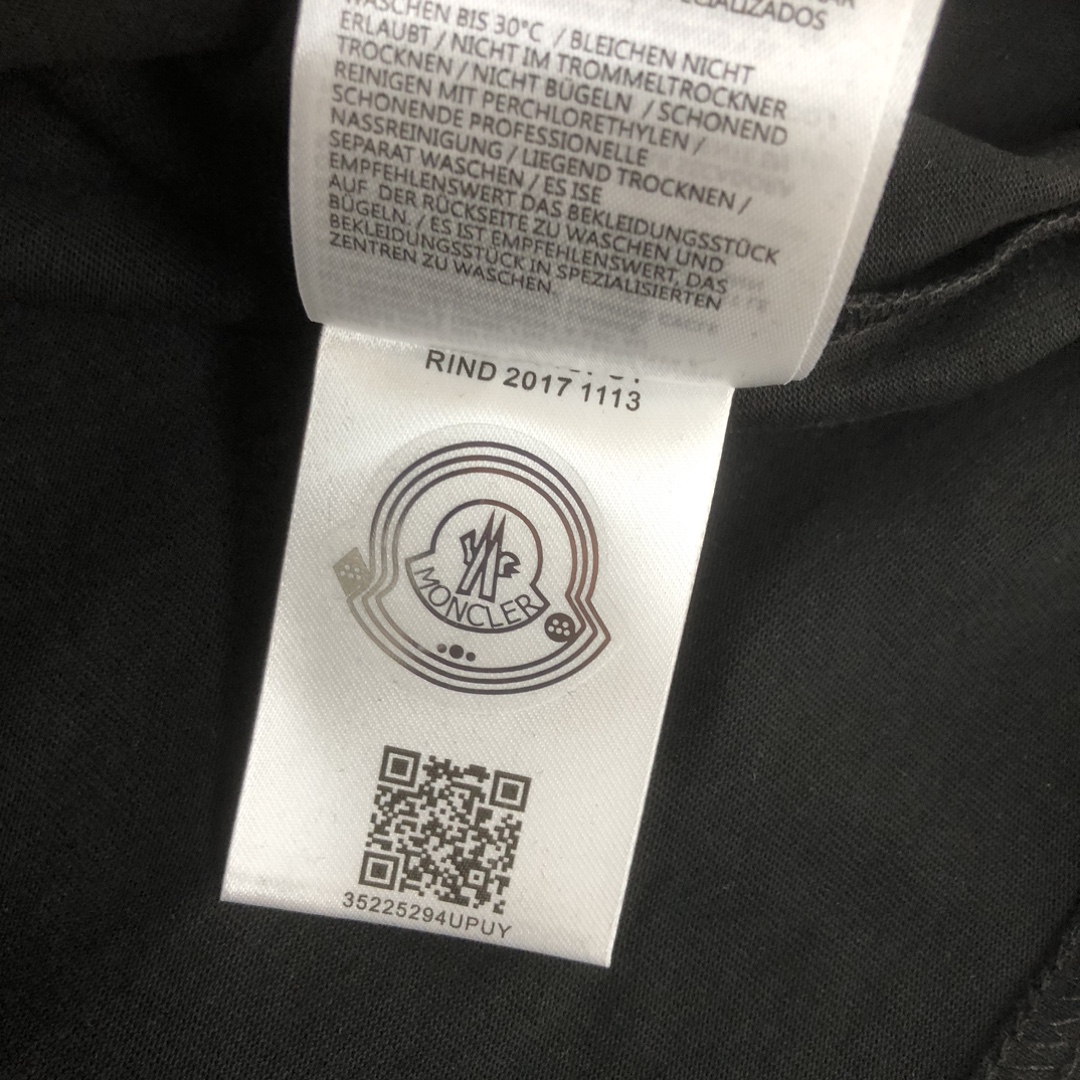 ECIALIZADOS
WASCHEN BIS 30°C / BLEICHEN NICHT
ERLAUBT / NICHT IM TROMMELTROCKNER
TROCKNEN / NICHT BÜGELN / SCHONEND
REINIGEN MIT PERCHLORETHYLEN /
SCHONENDE PROFESSIONELLE
NASSREINIGUNG / LIEGEND TROCKNEN /
SEPARAT WASCHEN / ES ISE
EMPFEHLENSWERT DAS BEKLEIDUNGSSTÜCK
AUF DER RÜCKSEITE ZU WASCHEN UND
BÜGELN. / ES IST EMPFEHLENSWERT, DAS
BEKLEIDUNGSSTÜCK IN SPEZIALISIERTEN
ZENTREN ZU WASCHEN.
RIND 2017 1113
MONCLER
35225294UPUY